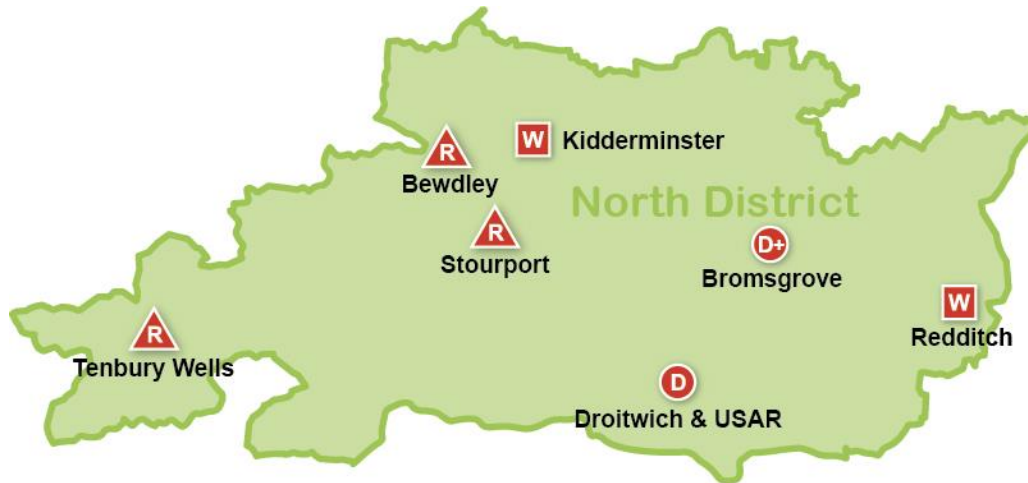 W Kidderminster
R
Bewdley
North District
R
Stourport
D+
Bromsgrove
W
Redditch
R
Tenbury Wells
D
Droitwich & USAR